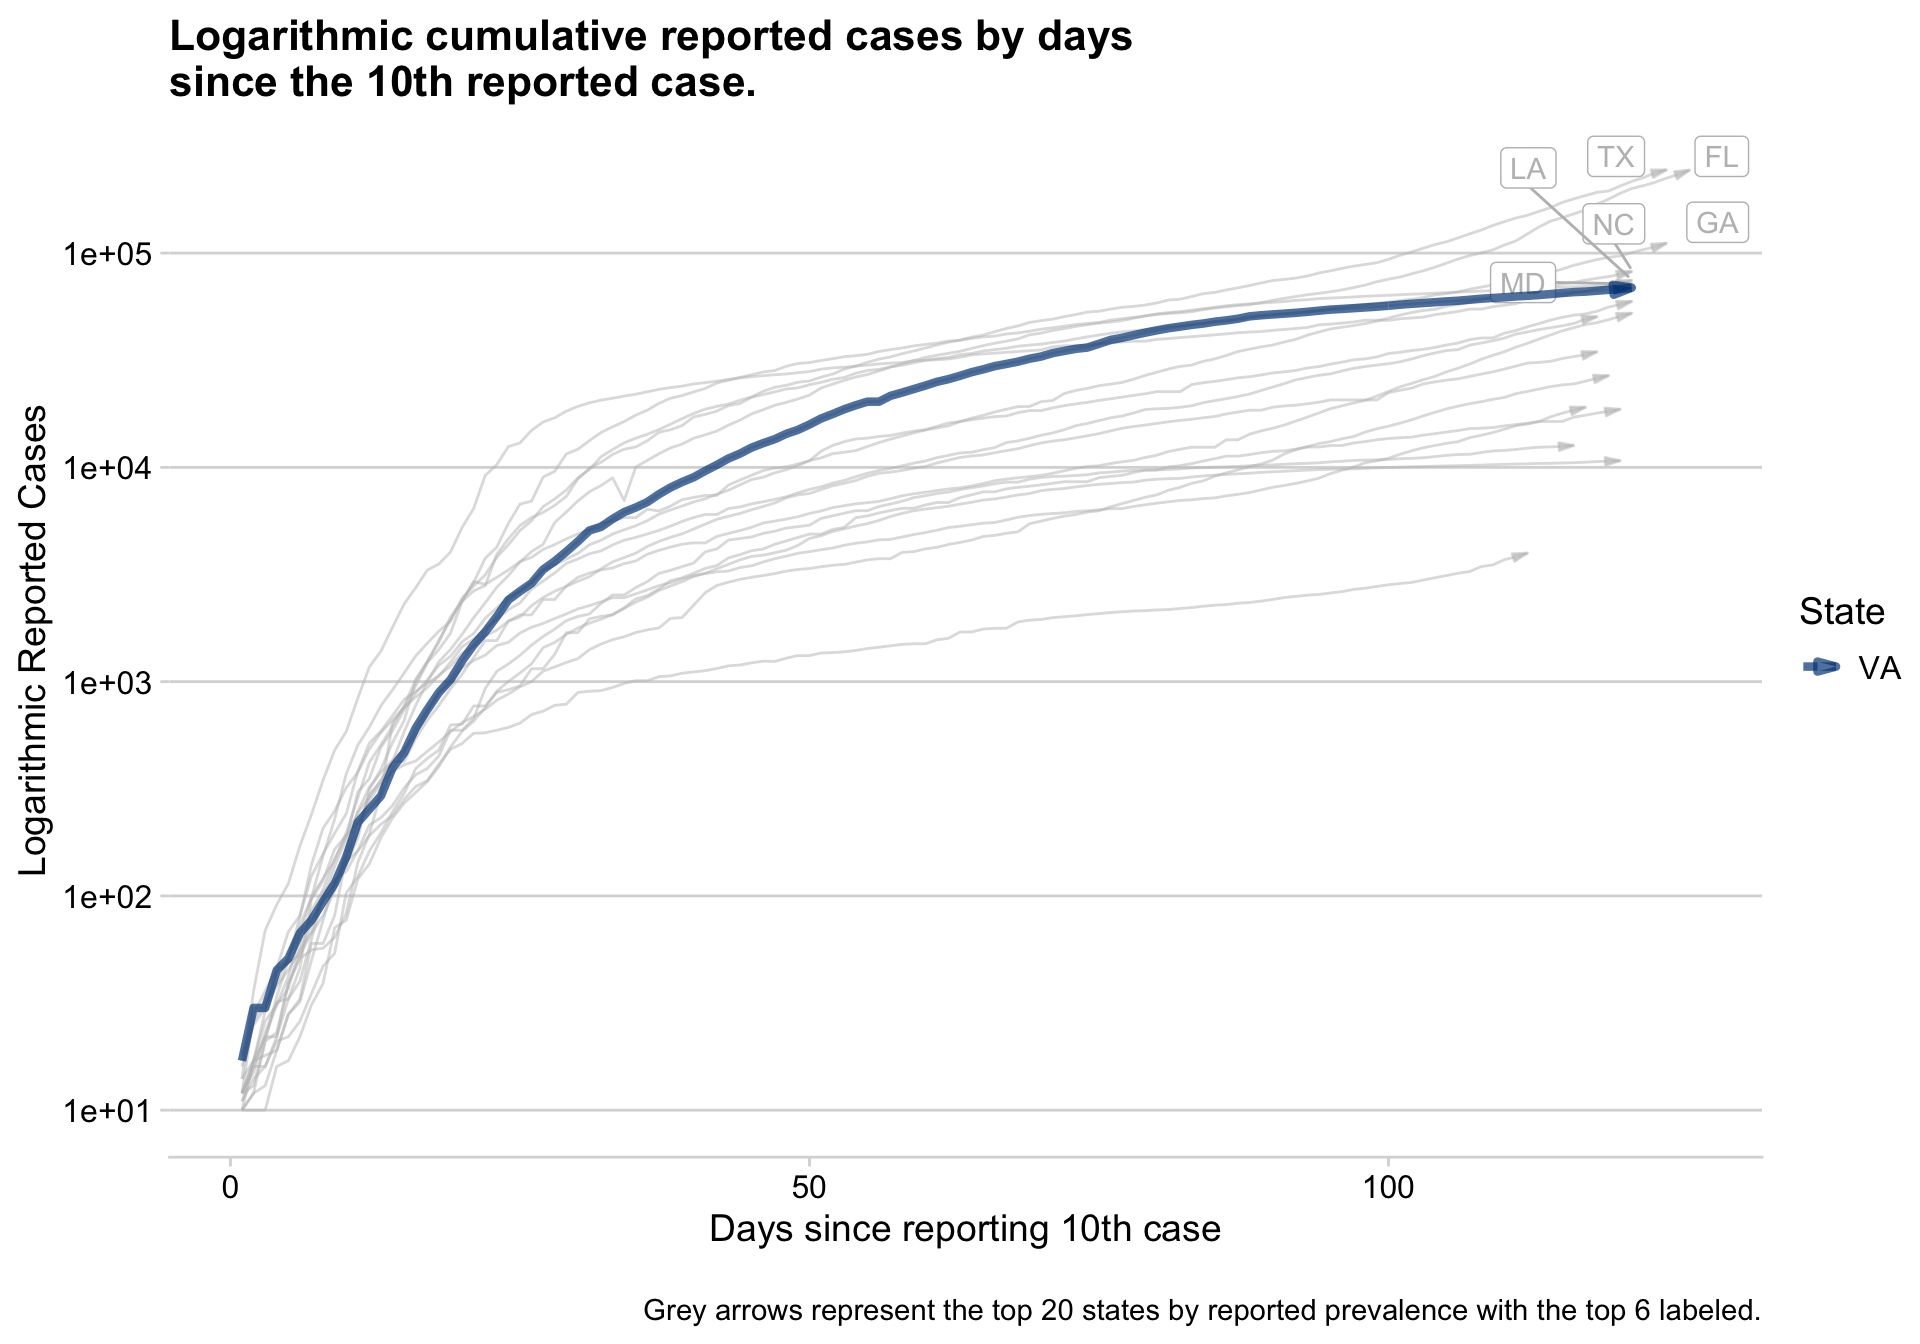 Logarithmic cumulative reported cases by days
since the 10th reported case.
LA
TX
FL
NC
GA
MD
1e+05
1e+04
1e+03
1e+02
1e+01
Logarithmic Reported Cases
0
50
100
Days since reporting 10th case
State
VA
Grey arrows represent the top 20 states by reported prevalence with the top 6 labeled.